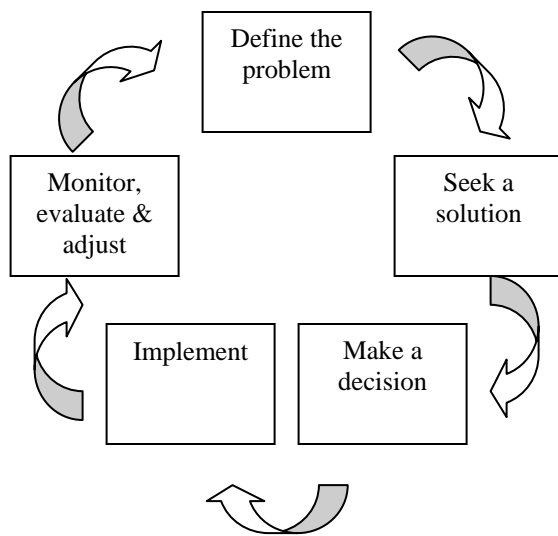 Define the
problem
Seek a
solution
Make a
decision
Implement
Monitor,
evaluate &
adjust